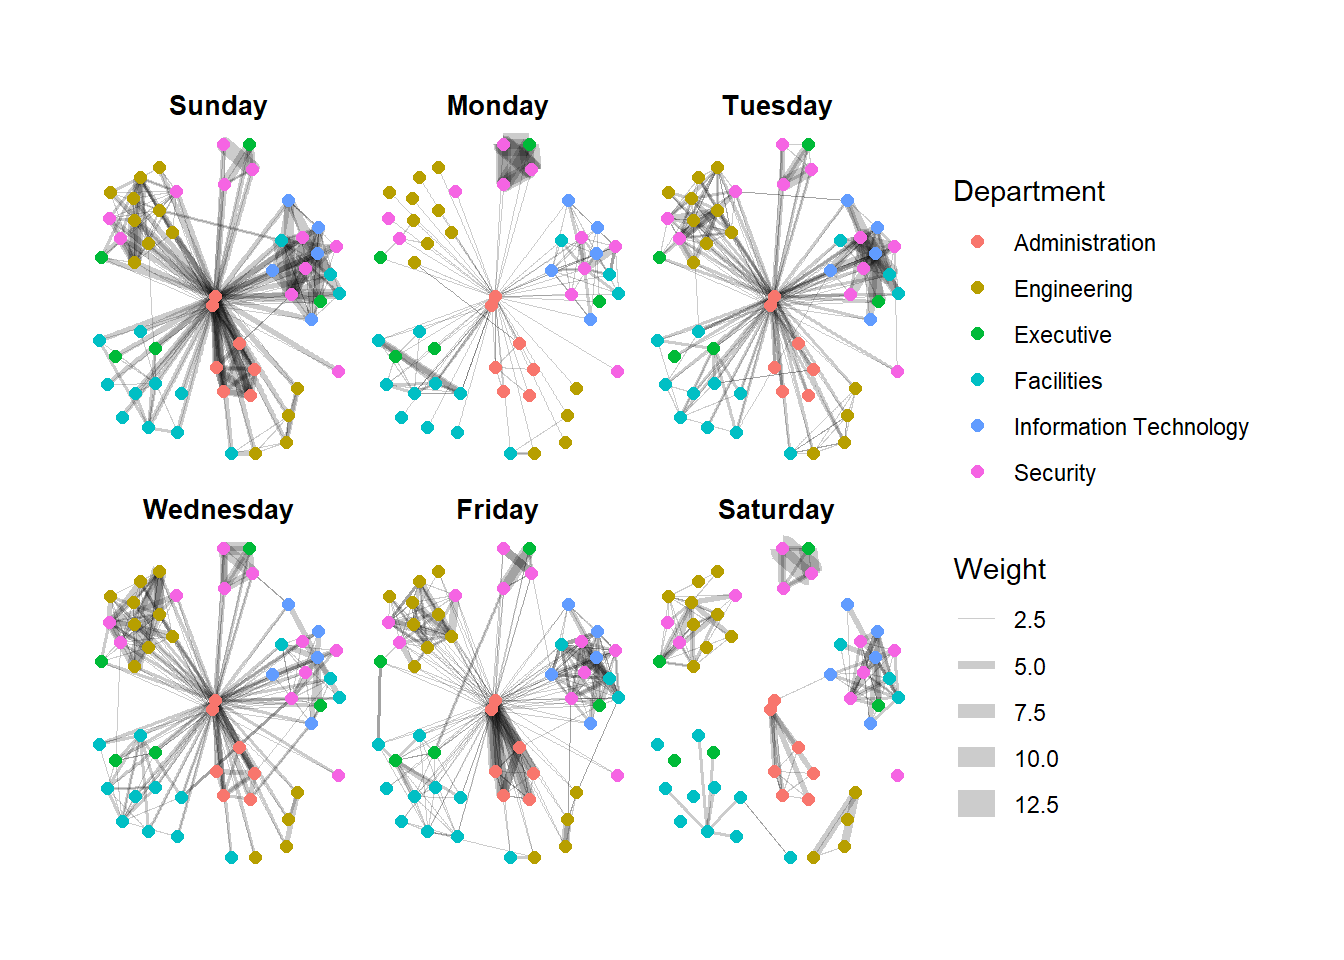 Sunday
Monday
Tuesday
Wednesday
Friday
Saturday
Department
Administration
Engineering
Executive
Facilities
Information Technology
Security
Weight
2.5
5.0
7.5
10.0
12.5